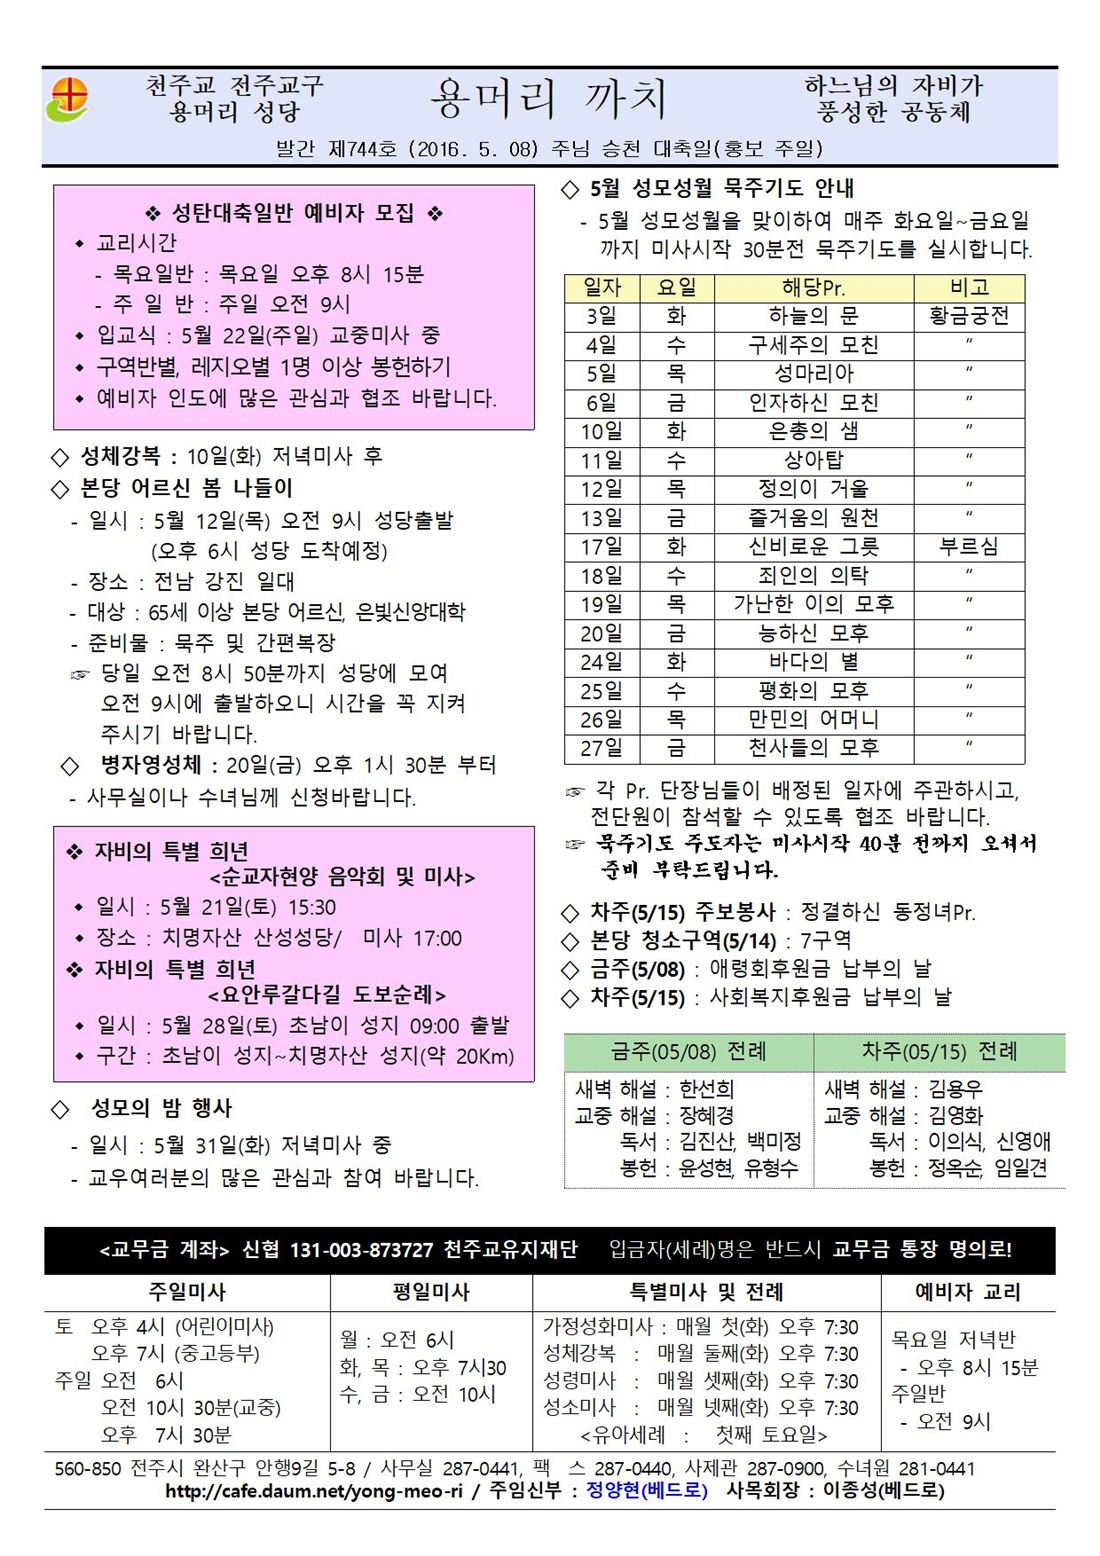 천주교 전주교구
용머리 성당
용머리 까치
하느님의 자비가
풍성한 공동체
발간 제744호 (2016. 5. 08) 주님 승천 대축일(홍보 주일)
❖ 성탄대축일반 예비자 모집 ❖
◆ 교리시간
- 목요일반 : 목요일 오후 8시 15분
- 주 일 반 : 주일 오전 9시
◆ 입교식 : 5월 22일(주일) 교중미사 중
◆ 구역반별, 레지오별 1명 이상 봉헌하기
◆ 예비자 인도에 많은 관심과 협조 바랍니다.
◇ 성체강복 : 10일(화) 저녁미사 후
◇ 본당 어르신 봄 나들이
- 일시 : 5월 12일(목) 오전 9시 성당출발
(오후 6시 성당 도착예정)
- 장소 : 전남 강진 일대
- 대상 : 65세 이상 본당 어르신, 은빛신앙대학
- 준비물 : 묵주 및 간편복장
☞ 당일 오전 8시 50분까지 성당에 모여
오전 9시에 출발하오니 시간을 꼭 지켜
주시기 바랍니다.
◇ 병자영성체 : 20일(금) 오후 1시 30분 부터
- 사무실이나 수녀님께 신청바랍니다.
❖ 자비의 특별 희년
<순교자현양 음악회 및 미사>
◆ 일시 : 5월 21일(토) 15:30
◆ 장소 : 치명자산 산성성당/ 미사 17:00
❖ 자비의 특별 희년
<요안루갈다길 도보순례>
◆ 일시 : 5월 28일(토) 초남이 성지 09:00 출발
◆ 구간 : 초남이 성지~치명자산 성지(약 20Km)
◇ 성모의 밤 행사
- 일시 : 5월 31일(화) 저녁미사 중
- 교우여러분의 많은 관심과 참여 바랍니다.
◇ 5월 성모성월 묵주기도 안내
- 5월 성모성월을 맞이하여 매주 화요일~금요일
까지 미사시작 30분전 묵주기도를 실시합니다.
일자 요일 해당Pr. 비고
3일 화 하늘의 문 황금궁전
4일 수 구세주의 모친 〃
5일 목 성마리아 〃
6일 금 인자하신 모친 〃
10일 화 은총의 샘 〃
11일 수 상아탑 〃
12일 목 정의이 거울 〃
13일 금 즐거움의 원천 〃
17일 화 신비로운 그릇 부르심
18일 수 죄인의 의탁 〃
19일 목 가난한 이의 모후 〃
20일 금 능하신 모후 〃
24일 화 바다의 별 〃
25일 수 평화의 모후 〃
26일 목 만민의 어머니 〃
27일 금 천사들의 모후 〃
☞ 각 Pr. 단장님들이 배정된 일자에 주관하시고,
전단원이 참석할 수 있도록 협조 바랍니다.
☞ 묵주기도 주도자는 미사시작 40분 전까지 오셔서
준비 부탁드립니다.
◇ 차주(5/15) 주보봉사 : 정결하신 동정녀Pr.
◇ 본당 청소구역(5/14) : 7구역
◇ 금주(5/08) : 애령회후원금 납부의 날
◇ 차주(5/15) : 사회복지후원금 납부의 날
금주(05/08) 전례 차주(05/15) 전례
새벽 해설 : 한선희 새벽 해설 : 김용우
교중 해설 : 장혜경 교중 해설 : 김영화
독서 : 김진산, 백미정 독서 : 이의식, 신영애
봉헌 : 윤성현, 유형수 봉헌 : 정옥순, 임일견
<교무금 계좌> 신협 131-003-873727 천주교유지재단 입금자(세례)명은 반드시 교무금 통장 명의로!
주일미사 평일미사 특별미사 및 전례 예비자 교리
토 오후 4시 (어린이미사)
오후 7시 (중고등부)
주일 오전 6시
오전 10시 30분(교중)
오후 7시 30분
월 : 오전 6시
화, 목 : 오후 7시30
수, 금 : 오전 10시
가정성화미사 : 매월 첫(화) 오후 7:30
성체강복 : 매월 둘째(화) 오후 7:30
성령미사 : 매월 셋째(화) 오후 7:30
성소미사 : 매월 넷째(화) 오후 7:30
<유아세례 : 첫째 토요일>
목요일 저녁반
- 오후 8시 15분
주일반
- 오전 9시
560-850 전주시 완산구 안행9길 5-8 / 사무실 287-0441, 팩 스 287-0440, 사제관 287-0900, 수녀원 281-0441
http://cafe.daum.net/yong-meo-ri / 주임신부 : 정양현(베드로) 사목회장 : 이종성(베드로)